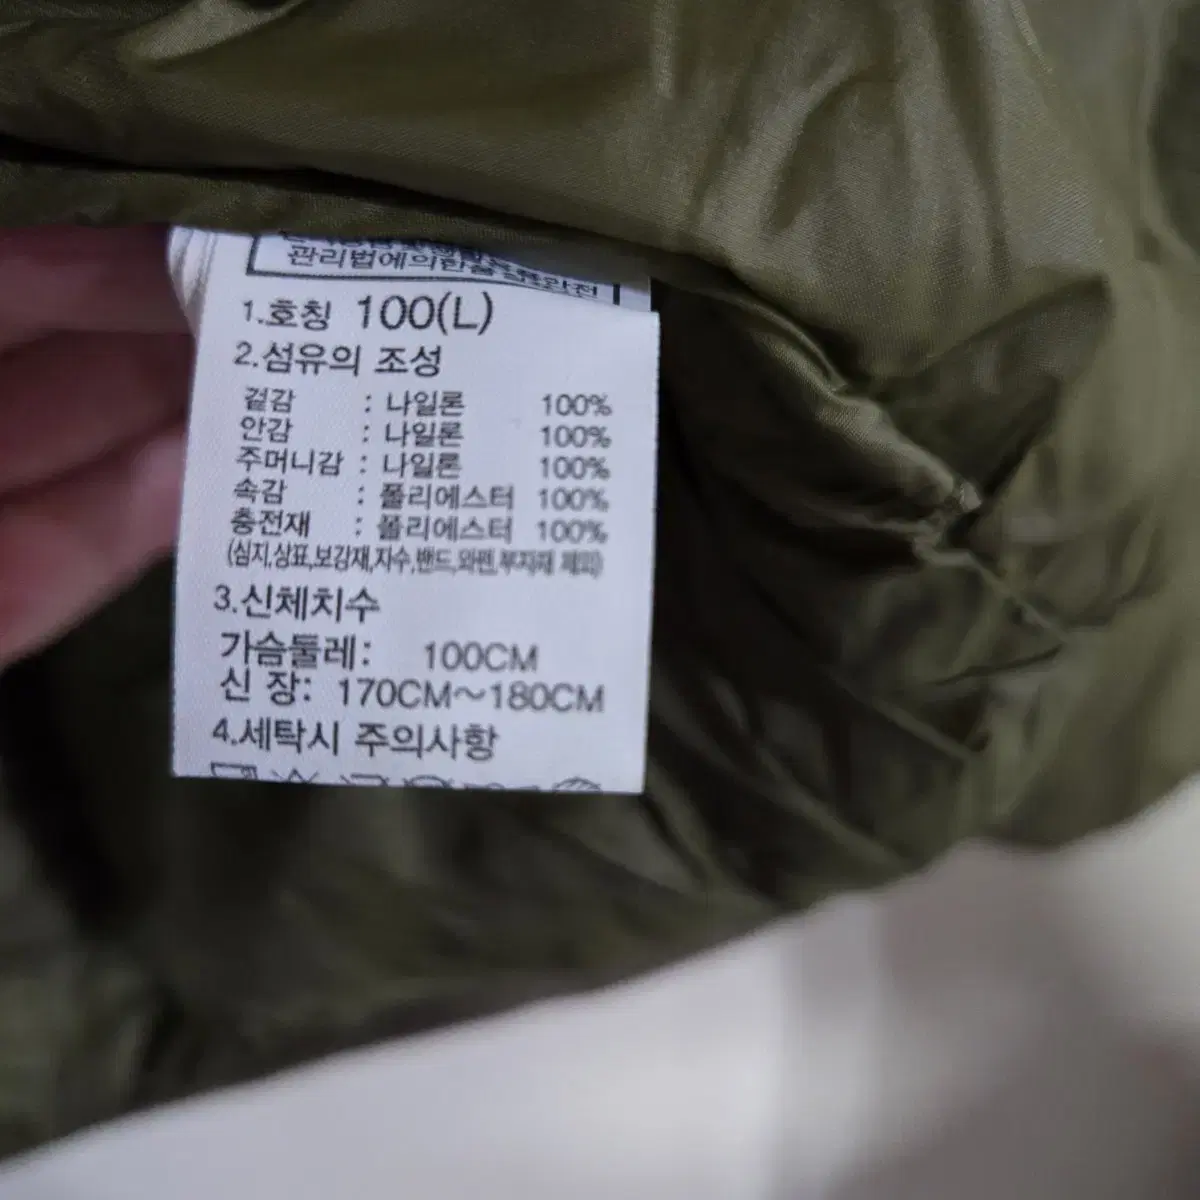 관리법에의한
1.호칭 100(L)
2.섬유의 조성
겉감 : 나일론 100%
안감 : 나일론 100%
주머니감 : 나일론 100%
속감 : 폴리에스터 100%
충전재 : 폴리에스터 100%
(심지,상표,보강재,자수,밴드,와펜,부자재 제외)
3.신체치수
가슴둘레: 100CM
신 장: 170CM~180CM
4.세탁시 주의사항